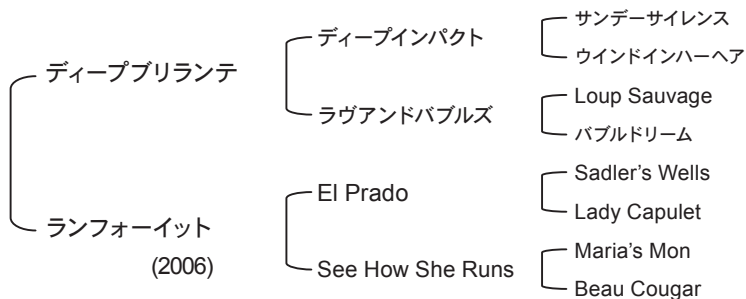 ディープブリランテ
ディープインパクト
サンデーサイレンス
ウインドインハーヘア
ラヴアンドバブルズ
Loup Sauvage
バブルドリーム
ランフォーイット
(2006)
El Prado
Sadler's Wells
Lady Capulet
See How She Runs
Maria's Mon
Beau Cougar